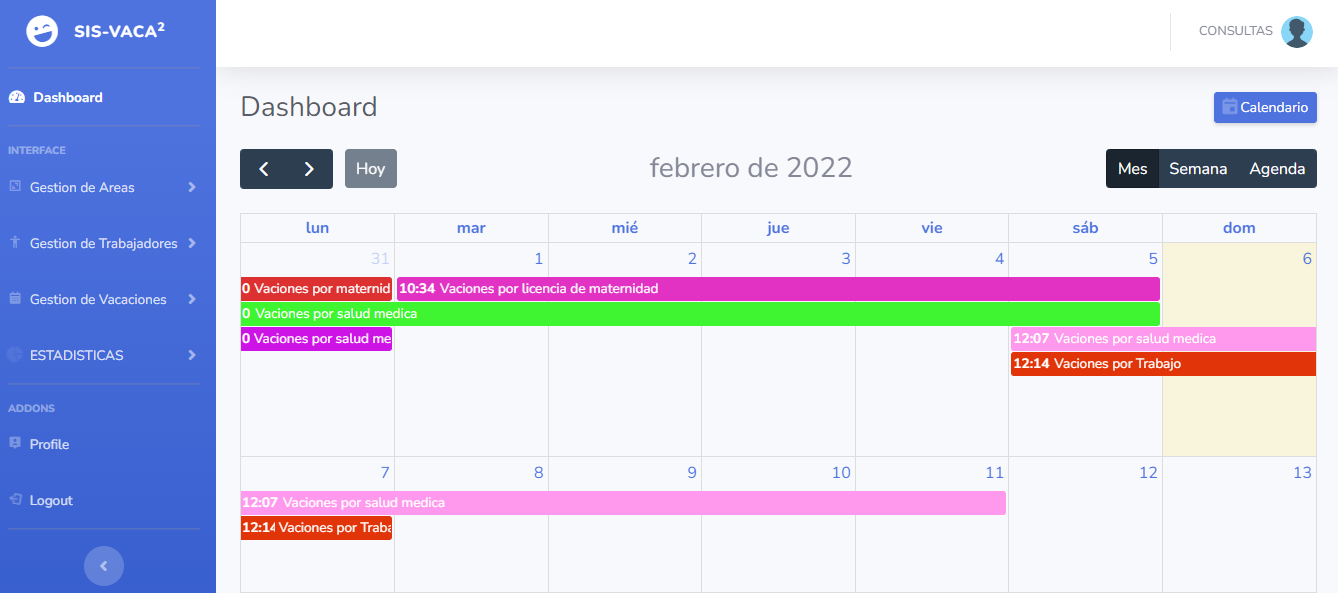 SIS-VACA2
CONSULTAS
Dashboard
INTERFACE
Gestion de Areas
Gestion de Trabajadores
Gestion de Vacaciones
ESTADISTICAS
ADDONS
Profile
Logout
Dashboard
Calendario
Hoy
febrero de 2022
Mes Semana Agenda
lun mar mié jue vie sáb dom
31 1 2 3 4 5 6
0 Vaciones por maternid
10:34 Vaciones por licencia de maternidad
0 Vaciones por salud medica
0 Vaciones por salud me
12:07 Vaciones por salud medica
12:14 Vaciones por Trabajo
7 8 9 10 11 12 13
12:07 Vaciones por salud medica
12:14 Vaciones por Traba